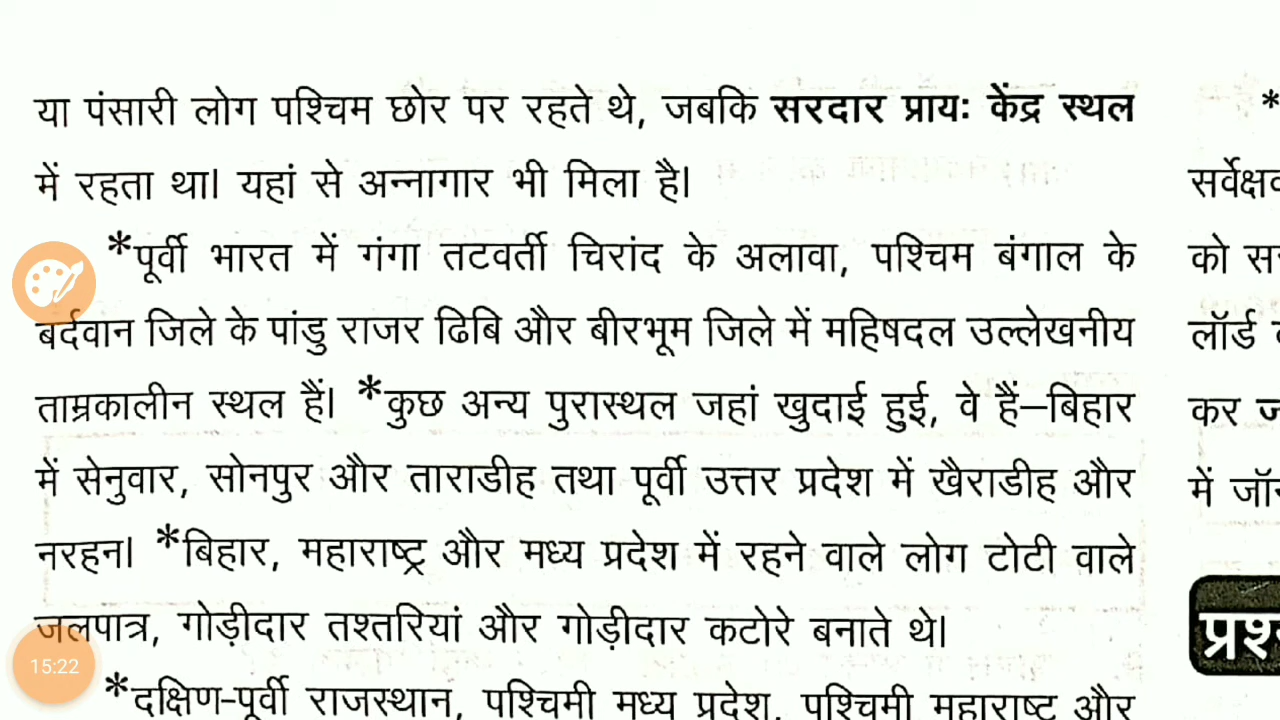 या पंसारी लोग पश्चिम छोर पर रहते थे, जबकि सरदार प्रायः केंद्र स्थल
में रहता था। यहां से अन्नागार भी मिला है।
*पूर्वी भारत में गंगा तटवर्ती चिरांद के अलावा, पश्चिम बंगाल के
बर्दवान जिले के पांडु राजर ढिबि और बीरभूम जिले में महिषदल उल्लेखनीय
ताम्रकालीन स्थल हैं। *कुछ अन्य पुरास्थल जहां खुदाई हुई, वे हैं–बिहार
में सेनुवार, सोनपुर और ताराडीह तथा पूर्वी उत्तर प्रदेश में खैराडीह और
नरहन। *बिहार, महाराष्ट्र और मध्य प्रदेश में रहने वाले लोग टोटी वाले
जलपात्र, गोड़ीदार तश्तरियां और गोड़ीदार कटोरे बनाते थे।
15:22
*दक्षिण-पूर्वी राजस्थान, पश्चिमी मध्य प्रदेश, पश्चिमी महाराष्ट्र और
*
को
लॉर्ड
कर
में